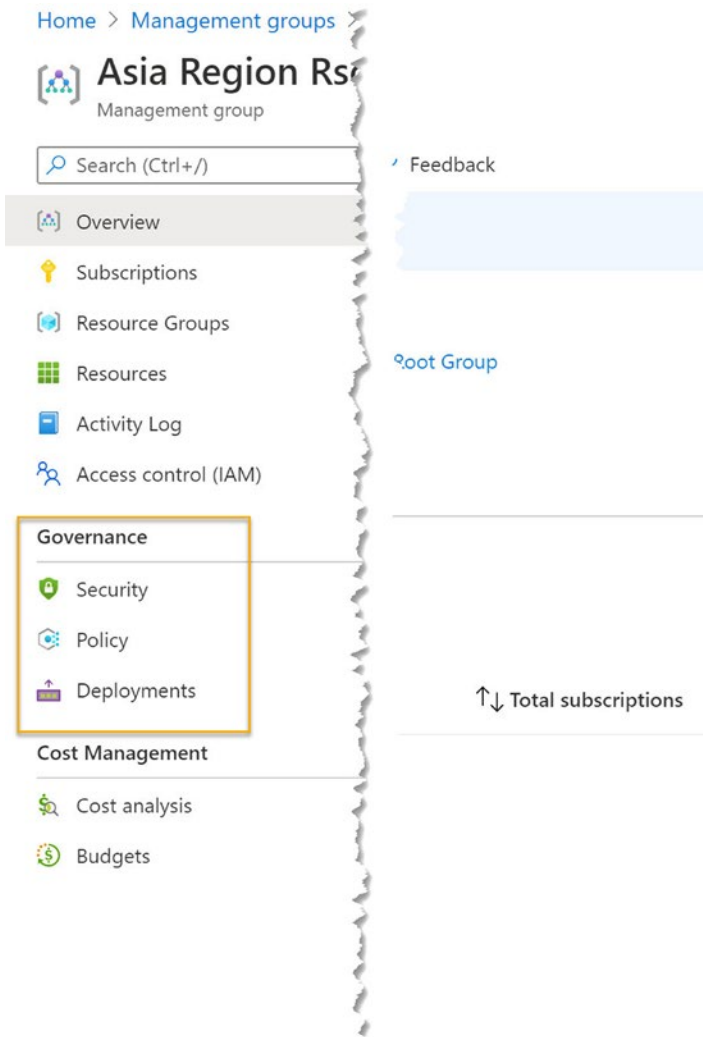 Home > Management groups >
Asia Region
Management group
Search (Ctrl+/)
Feedback
Overview
Subscriptions
Resource Groups
Root Group
Resources
Activity Log
Access control (IAM)
Governance
Security
Policy
Deployments
↑↓ Total subscriptions
Cost Management
Cost analysis
Budgets